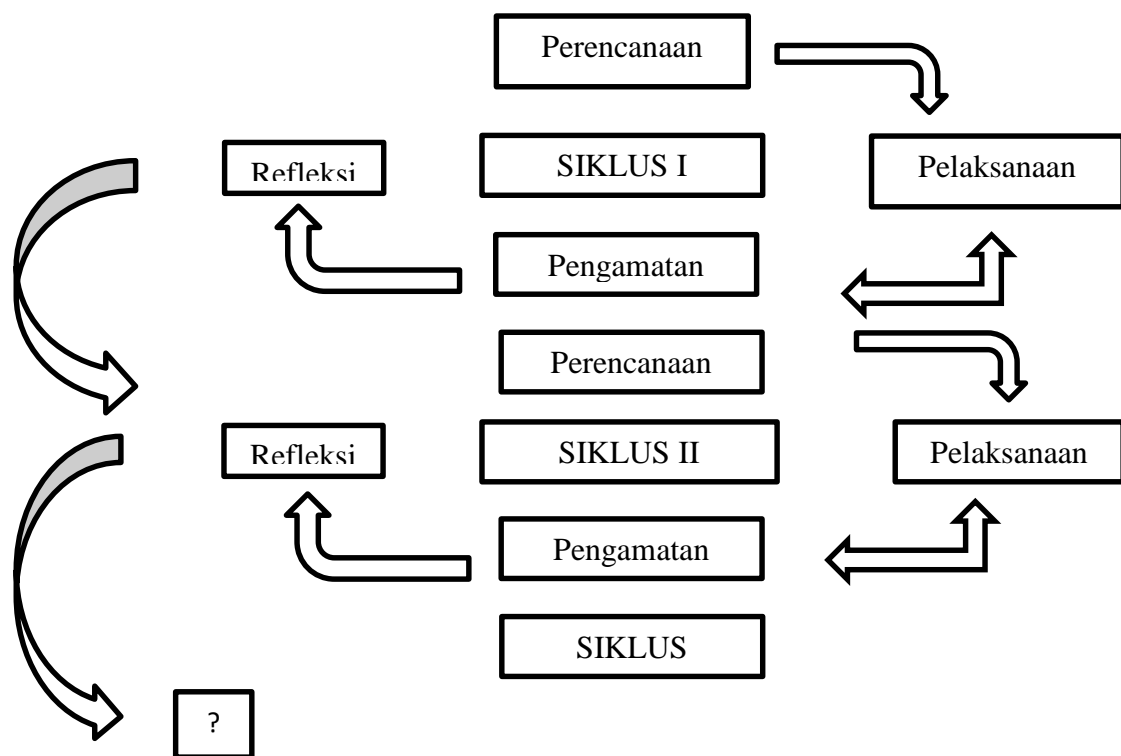 Perencanaan
Refleksi
SIKLUS I
Pelaksanaan
Pengamatan
Perencanaan
Refleksi
SIKLUS II
Pelaksanaan
Pengamatan
SIKLUS
?